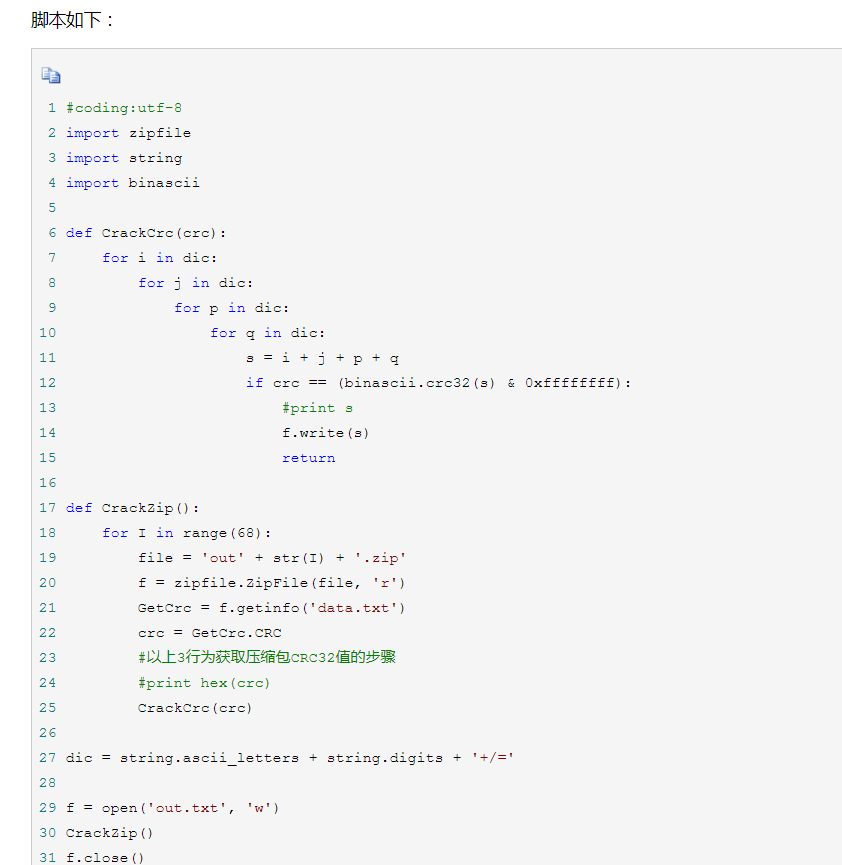 脚本如下：
1 #coding:utf-8
2 import zipfile
3 import string
4 import binascii
5
6 def CrackCrc(crc):
7     for i in dic:
8         for j in dic:
9             for p in dic:
10                 for q in dic:
11                     s = i + j + p + q
12                     if crc == (binascii.crc32(s) & 0xffffffff):
13                         #print s
14                         f.write(s)
15                         return
16
17 def CrackZip():
18     for I in range(68):
19         file = 'out' + str(I) + '.zip'
20         f = zipfile.ZipFile(file, 'r')
21         GetCrc = f.getinfo('data.txt')
22         crc = GetCrc.CRC
23         #以上3行为获取压缩包CRC32值的步骤
24         #print hex(crc)
25         CrackCrc(crc)
26
27 dic = string.ascii_letters + string.digits + '+/='
28
29 f = open('out.txt', 'w')
30 CrackZip()
31 f.close()